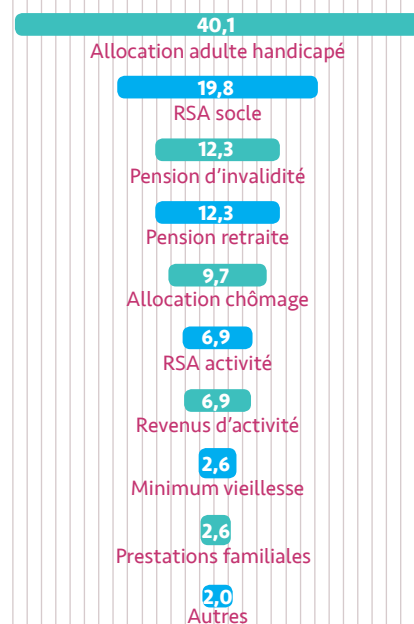 40,1
Allocation adulte handicapé
19,8
RSA socle
12,3
Pension d'invalidité
12,3
Pension retraite
9,7
Allocation chômage
6,9
RSA activité
6,9
Revenus d'activité
2,6
Minimum vieillesse
2,6
Prestations familiales
2,0
Autres